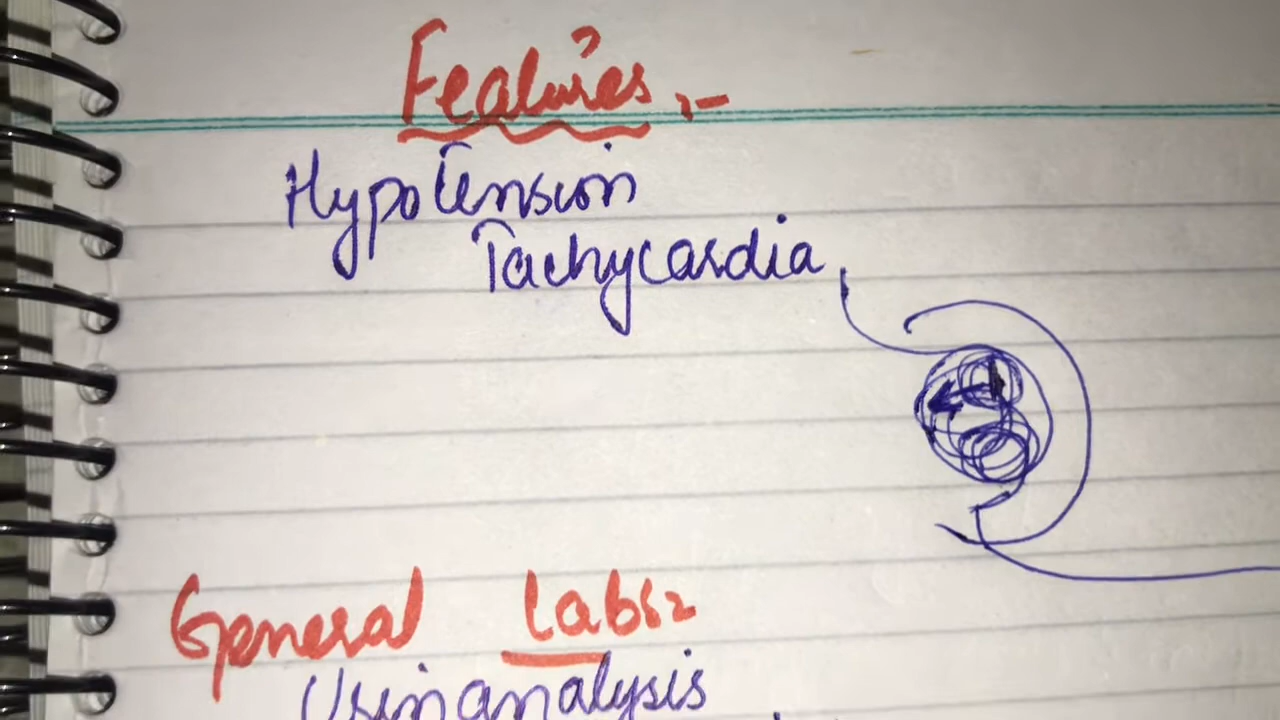 Features :-
Hypotension
Tachycardia
General labs:
Urinanalysis